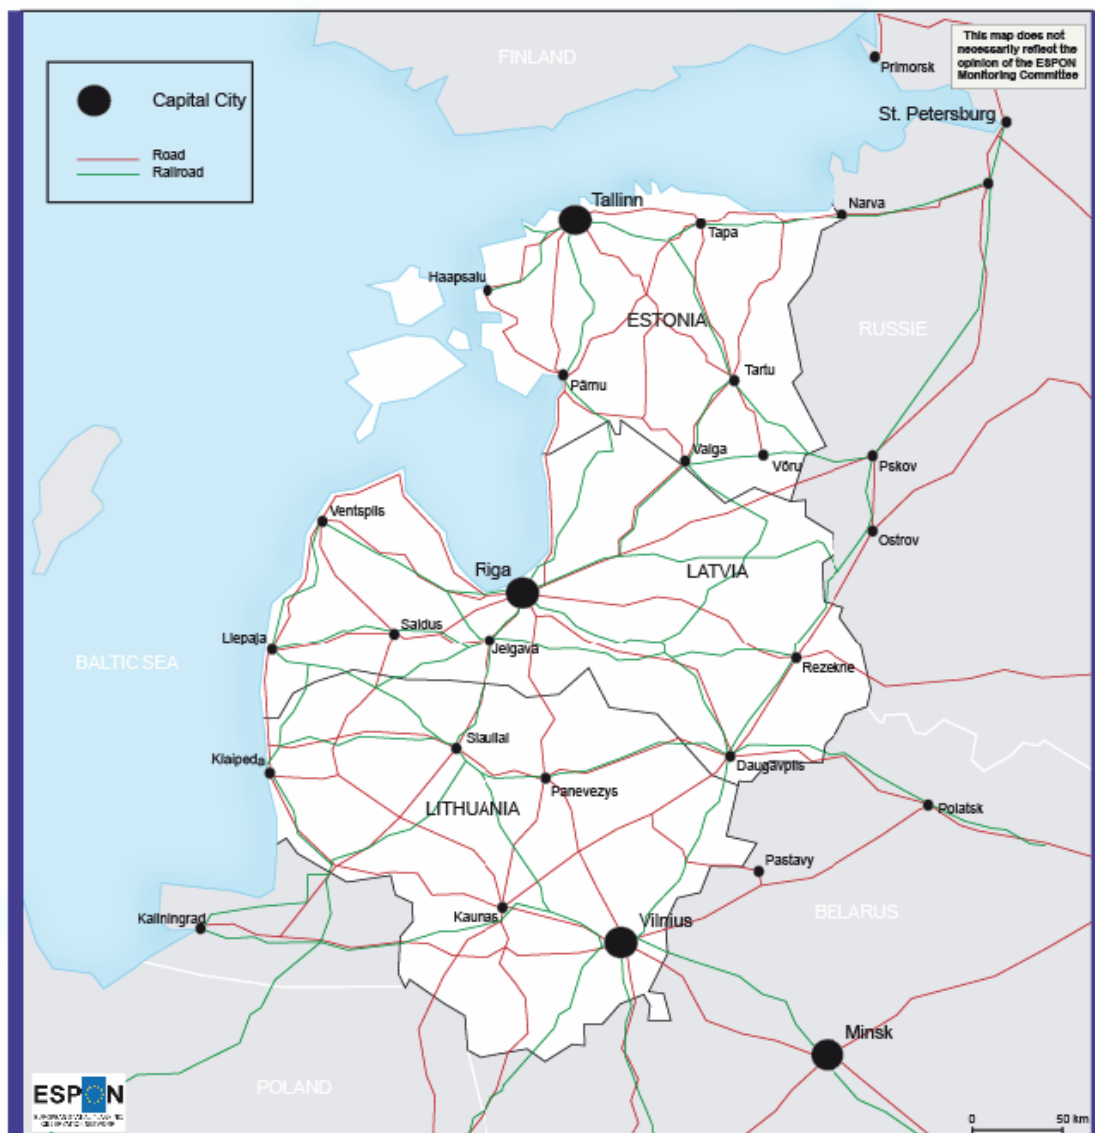 FINLAND
This map does not
necessarily reflect the
opinion of the ESPON
Monitoring Committee
Primorsk
Capital City
St. Petersburg
Road
Railroad
Tallinn
Narva
Tapa
Haapsalu
ESTONIA
RUSSIE
Tartu
Pärnu
Valga
Võru
Pskov
Ventspils
Ostrov
Riga
LATVIA
Saldus
Liepaja
Jelgava
BALTIC SEA
Rezekne
Siauliai
Klaipeda
Daugavpils
Panevezys
LITHUANIA
Polatsk
Pastavy
Kaliningrad
Kaunas
Vilnius
BELARUS
Minsk
POLAND
ESPON
0 50 km